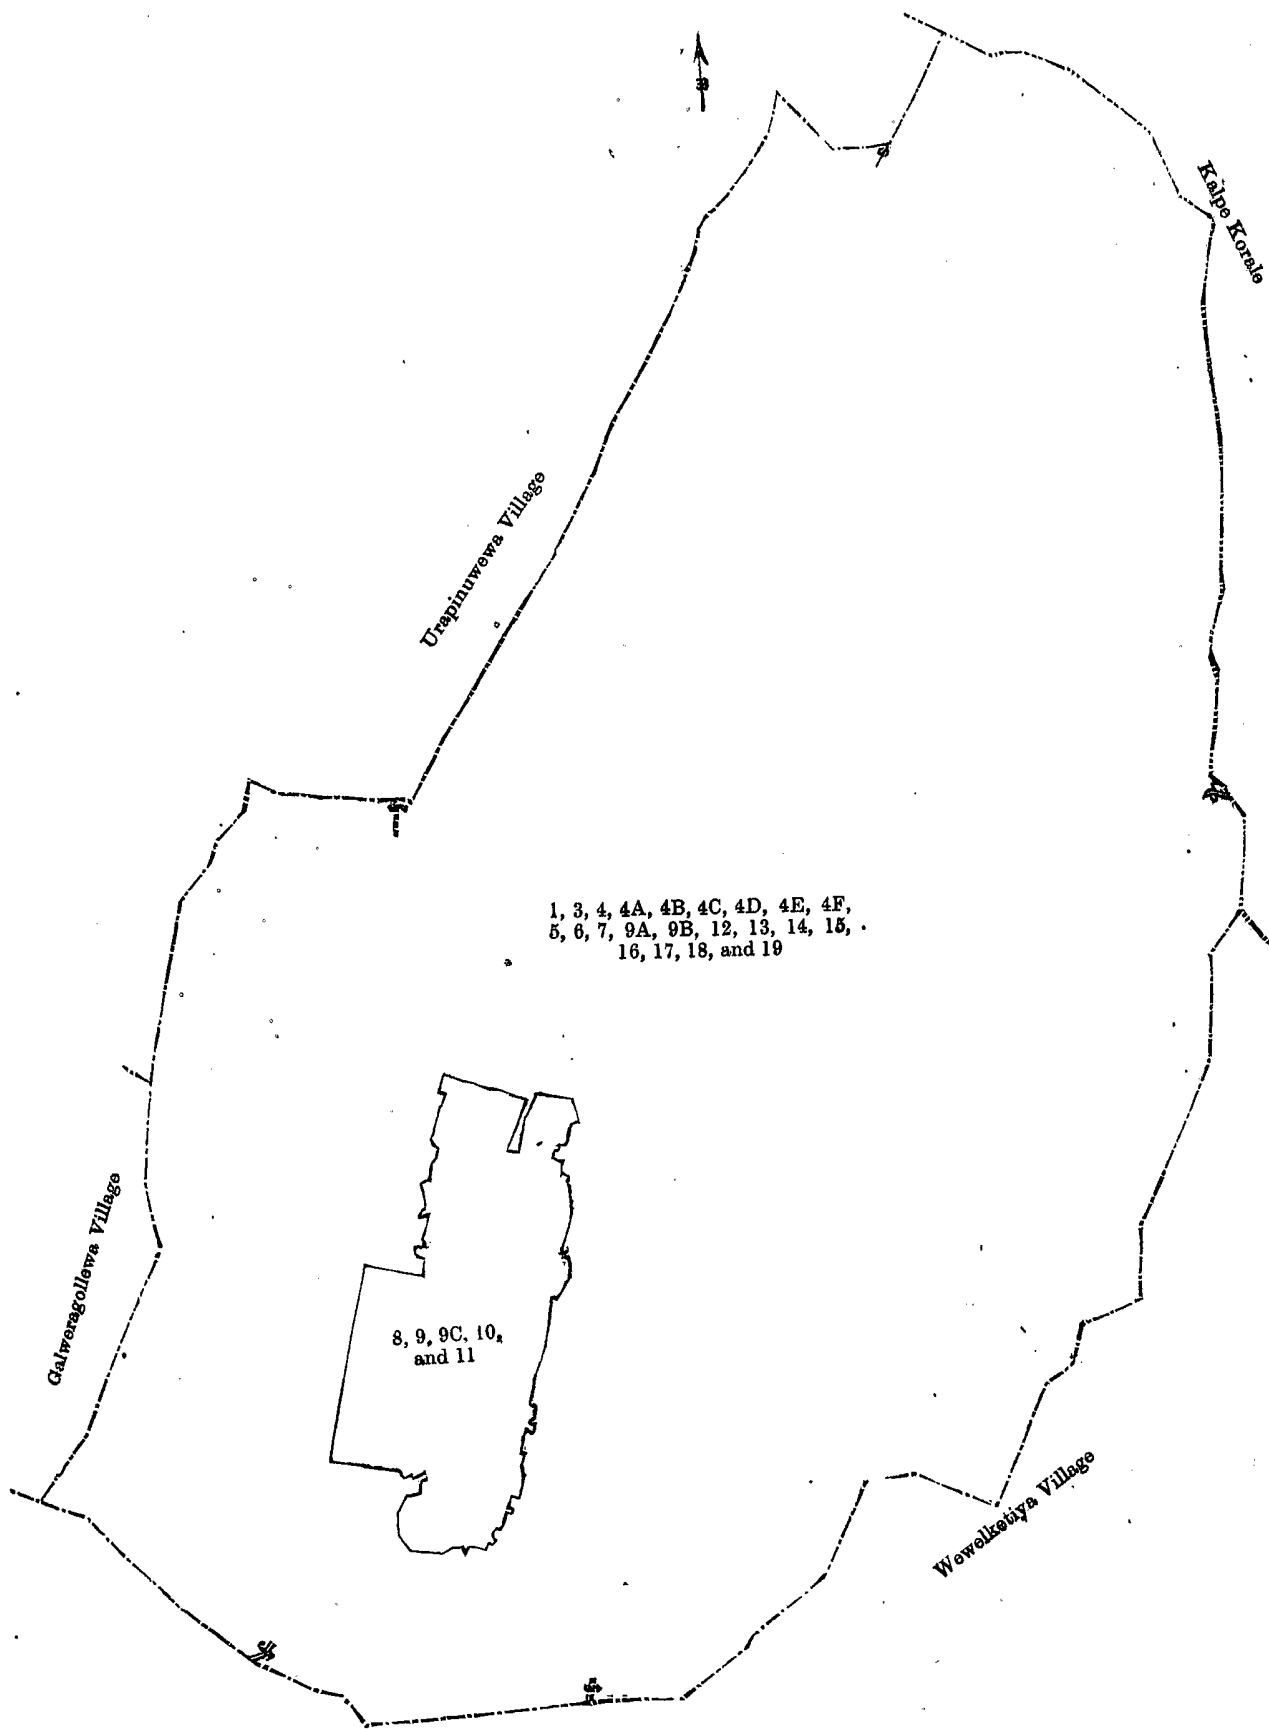 Kalpe Korale
Urapinuwewa Village
1, 3, 4, 4A, 4B, 4C, 4D, 4E, 4F,
5, 6, 7, 9A, 9B, 12, 13, 14, 15,
16, 17, 18, and 19
Galweragollewa Village
8, 9, 9C, 10,
and 11
Wewelketiya Village